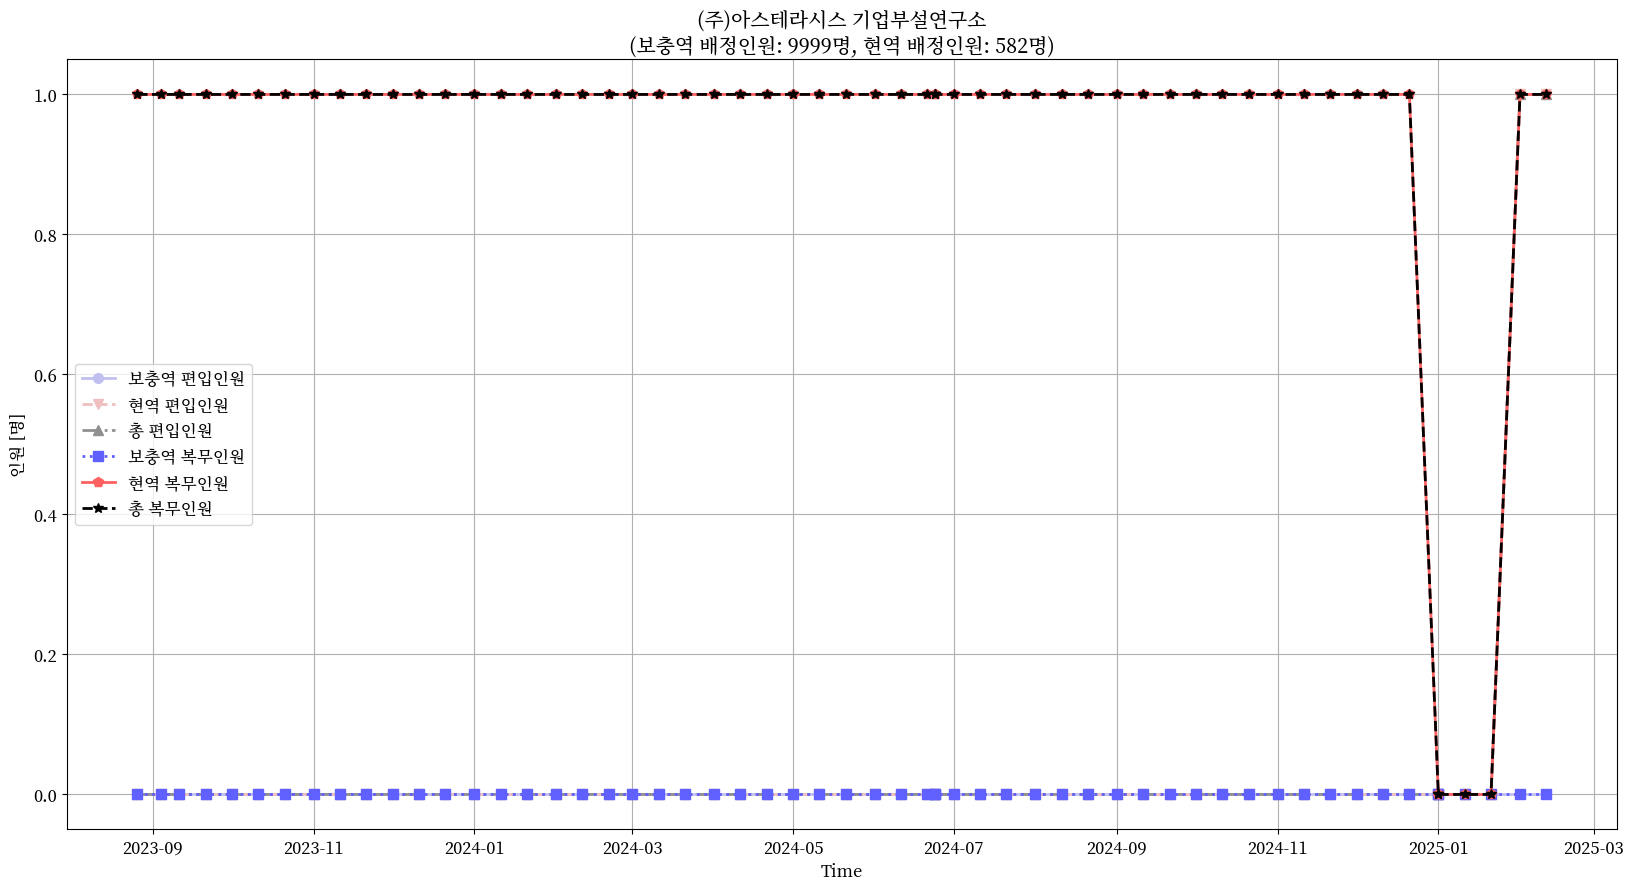 (주)아스테라시스 기업부설연구소
(보충역 배정인원: 9999명, 현역 배정인원: 582명)
1.0
0.8
0.6
0.4
0.2
0.0
인원 [명]
보충역 편입인원
현역 편입인원
총 편입인원
보충역 복무인원
현역 복무인원
총 복무인원
2023-09
2023-11
2024-01
2024-03
2024-05
2024-07
2024-09
2024-11
2025-01
2025-03
Time